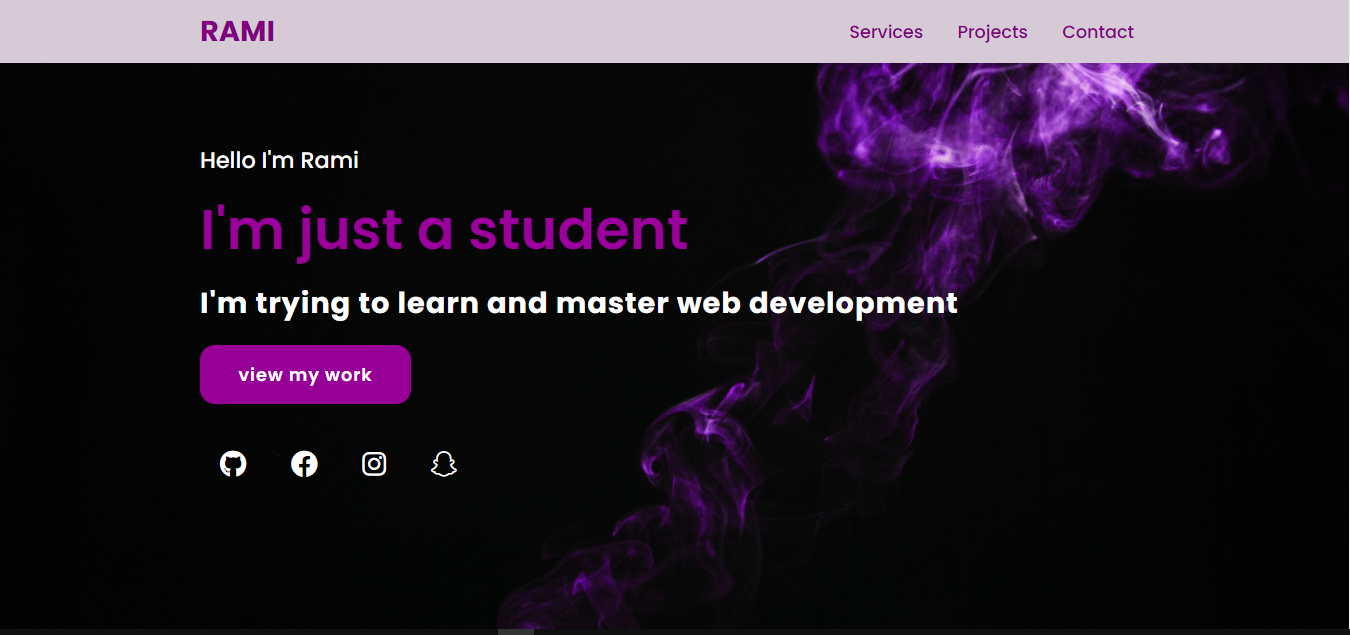 RAMI
Services Projects Contact
Hello I'm Rami
I'm just a student
I'm trying to learn and master web development
view my work